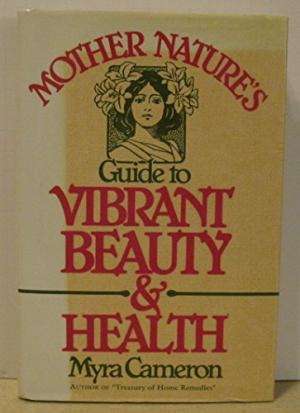 MOTHER NATURE'S
Guide to
VIBRANT
BEAUTY
&
HEALTH
Myra Cameron
AUTHOR OF "Treasury of Home Remedies"